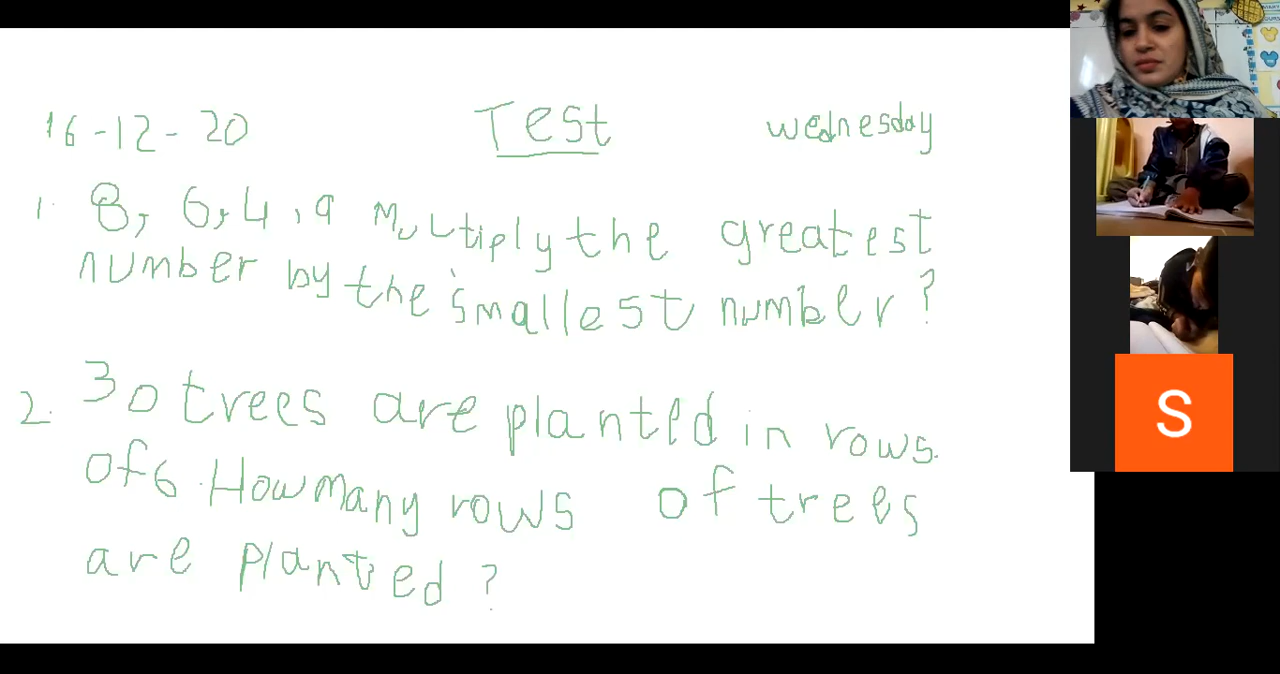 16-12-20 Test wednesday
1. 8, 6, 4, 9 Multiply the greatest
number by the smallest number?
2. 30 trees are planted in rows.
of 6. How many rows of trees
are planted?
S